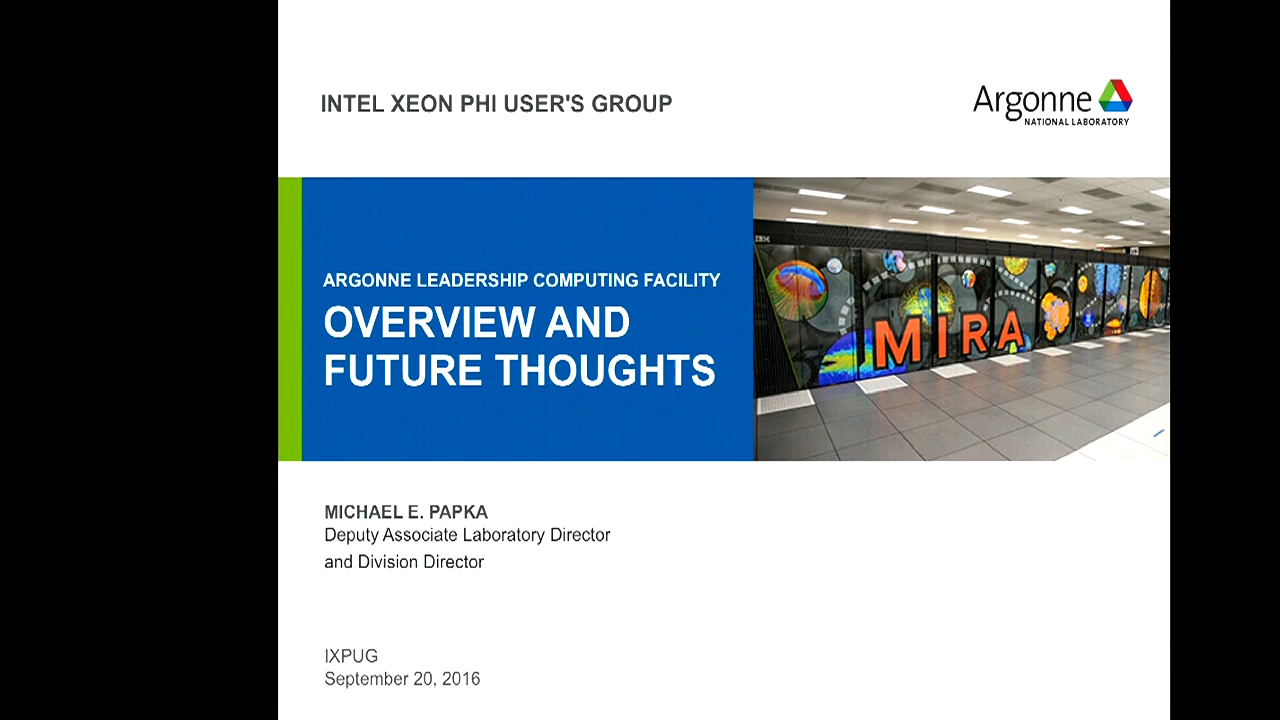 INTEL XEON PHI USER'S GROUP
Argonne
NATIONAL LABORATORY
ARGONNE LEADERSHIP COMPUTING FACILITY
OVERVIEW AND
FUTURE THOUGHTS
IBM
MIRA
MICHAEL E. PAPKA
Deputy Associate Laboratory Director
and Division Director
IXPUG
September 20, 2016